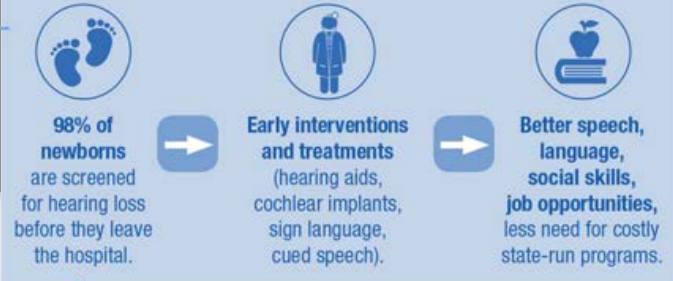 98% of
newborns
are screened
for hearing loss
before they leave
the hospital.
Early interventions
and treatments
(hearing aids,
cochlear implants,
sign language,
cued speech).
Better speech,
language,
social skills,
job opportunities,
less need for costly
state-run programs.